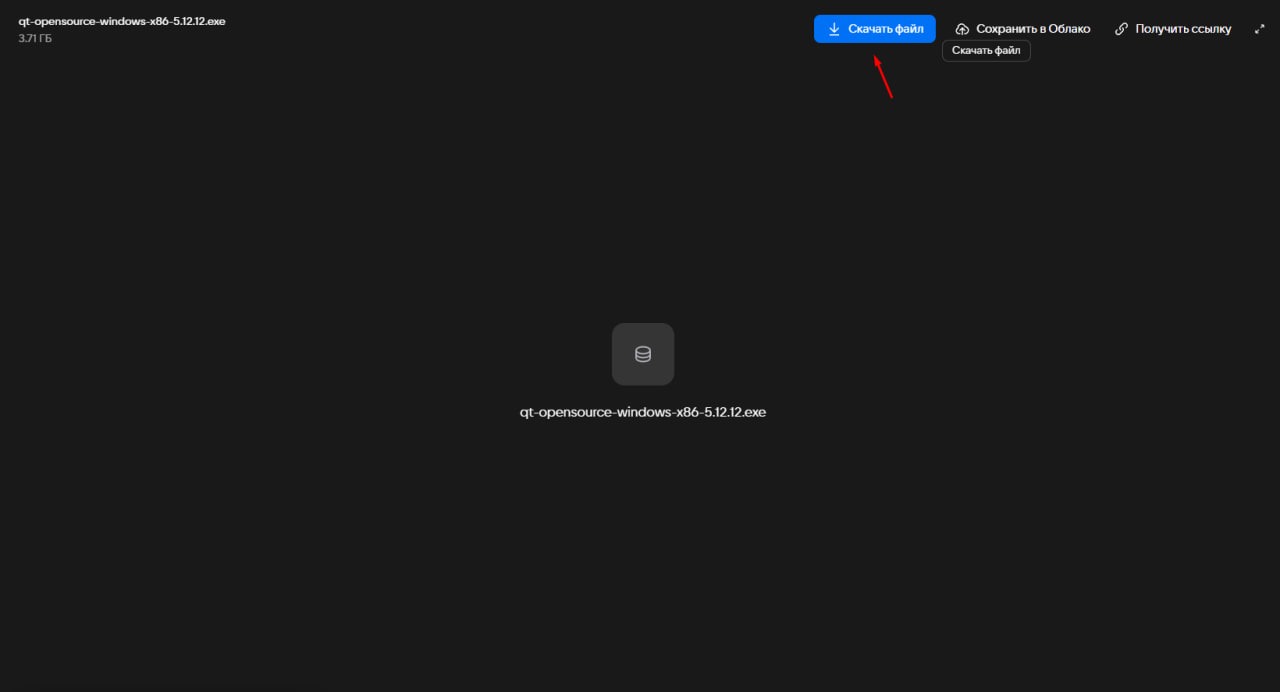 qt-opensource-windows-x86-5.12.12.exe
3.71 ГБ
Скачать файл
Сохранить в Облако
Получить ссылку
Скачать файл
qt-opensource-windows-x86-5.12.12.exe